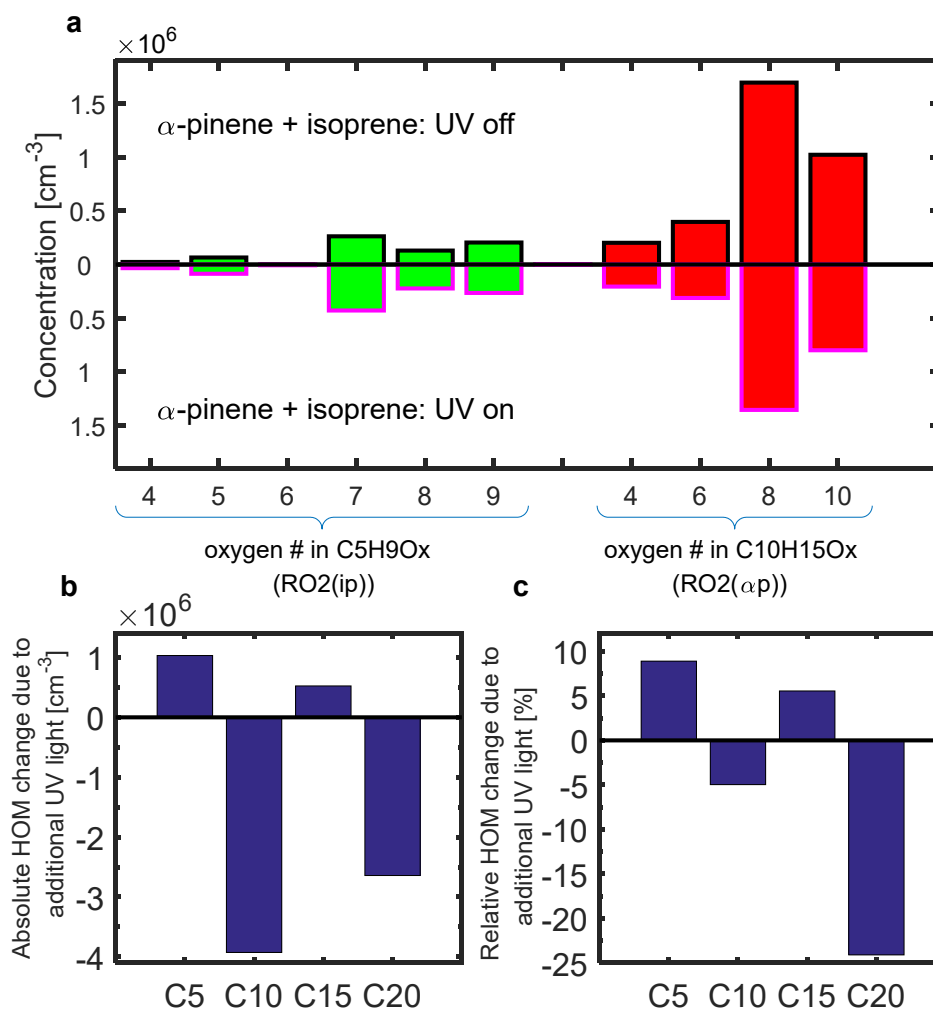 a
×10^6
α-pinene + isoprene: UV off
Concentration [cm^-3]
1.5
1
0.5
0
0.5
1
1.5
α-pinene + isoprene: UV on
4 5 6 7 8 9 4 6 8 10
oxygen # in C5H9Ox
(RO2(ip))
oxygen # in C10H15Ox
(RO2(αp))
b
×10^6
Absolute HOM change due to
additional UV light [cm^-3]
1
0
-1
-2
-3
-4
C5 C10 C15 C20
c
Relative HOM change due to
additional UV light [%]
10
5
0
-5
-10
-15
-20
-25
C5 C10 C15 C20